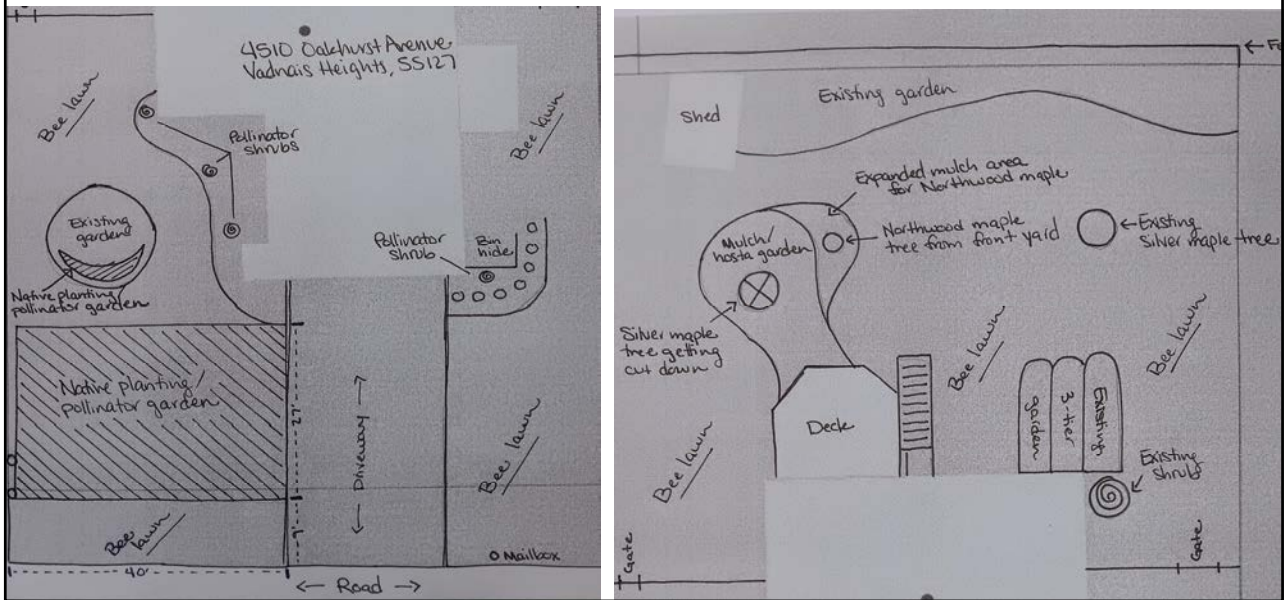 4510 Oakhurst Avenue
Vadnais Heights, 55127
Bee lawn
Pollinator
shrubs
Bee lawn
Existing
gardens
Native planting/
pollinator garden
Pollinator
shrub
Bin
hide
Native planting/
pollinator garden
27'
← Driveway →
Bee lawn
Bee lawn
9'
40'
← Road →
Mailbox
Existing garden
Shed
Expanded mulch area
for Northwood maple
Mulch/
hosta garden
Northwood maple
tree from front yard
Existing
Silver maple tree
Silver maple
tree getting
cut down
Bee lawn
Bee lawn
Bee lawn
Deck
Existing
3-tier
garden
Existing
shrub
Gate
Gate